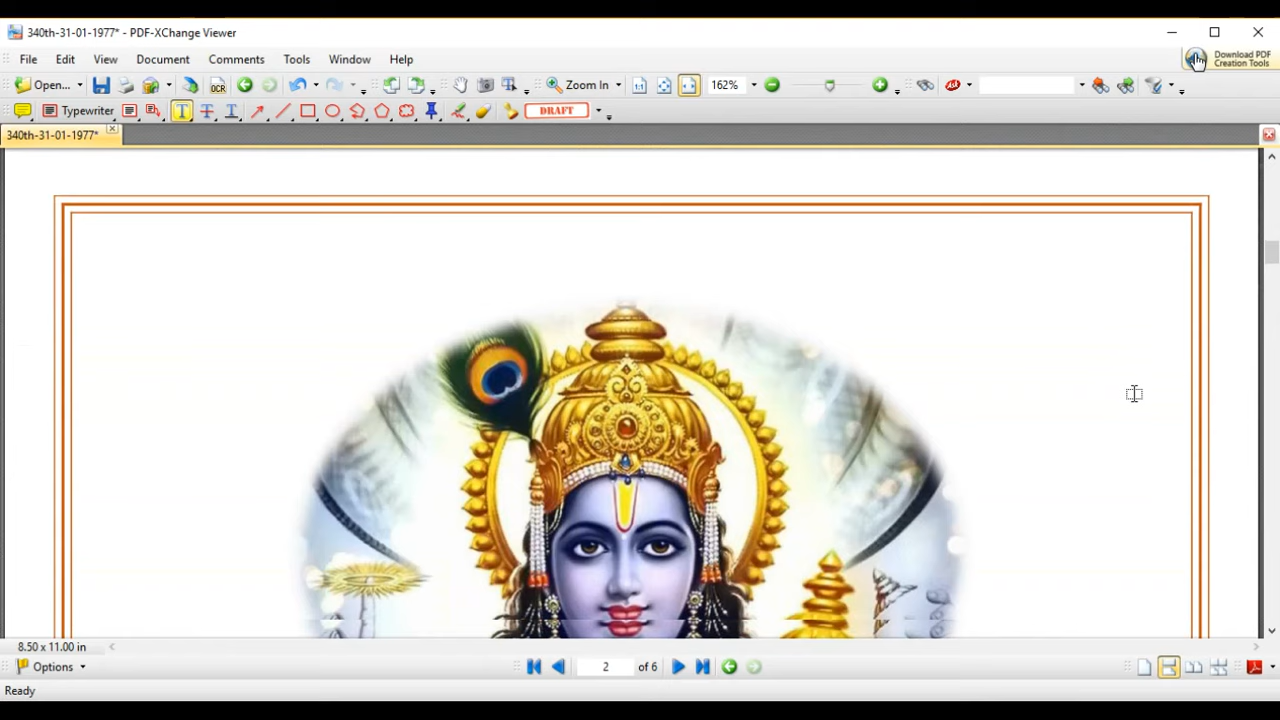 340th-31-01-1977* - PDF-XChange Viewer
File Edit View Document Comments Tools Window Help
Download PDF
Creation Tools
Open... OCR Zoom In 1:1 162%
Typewriter T T T DRAFT
340th-31-01-1977*
8.50 x 11.00 in
Options 2 of 6
Ready